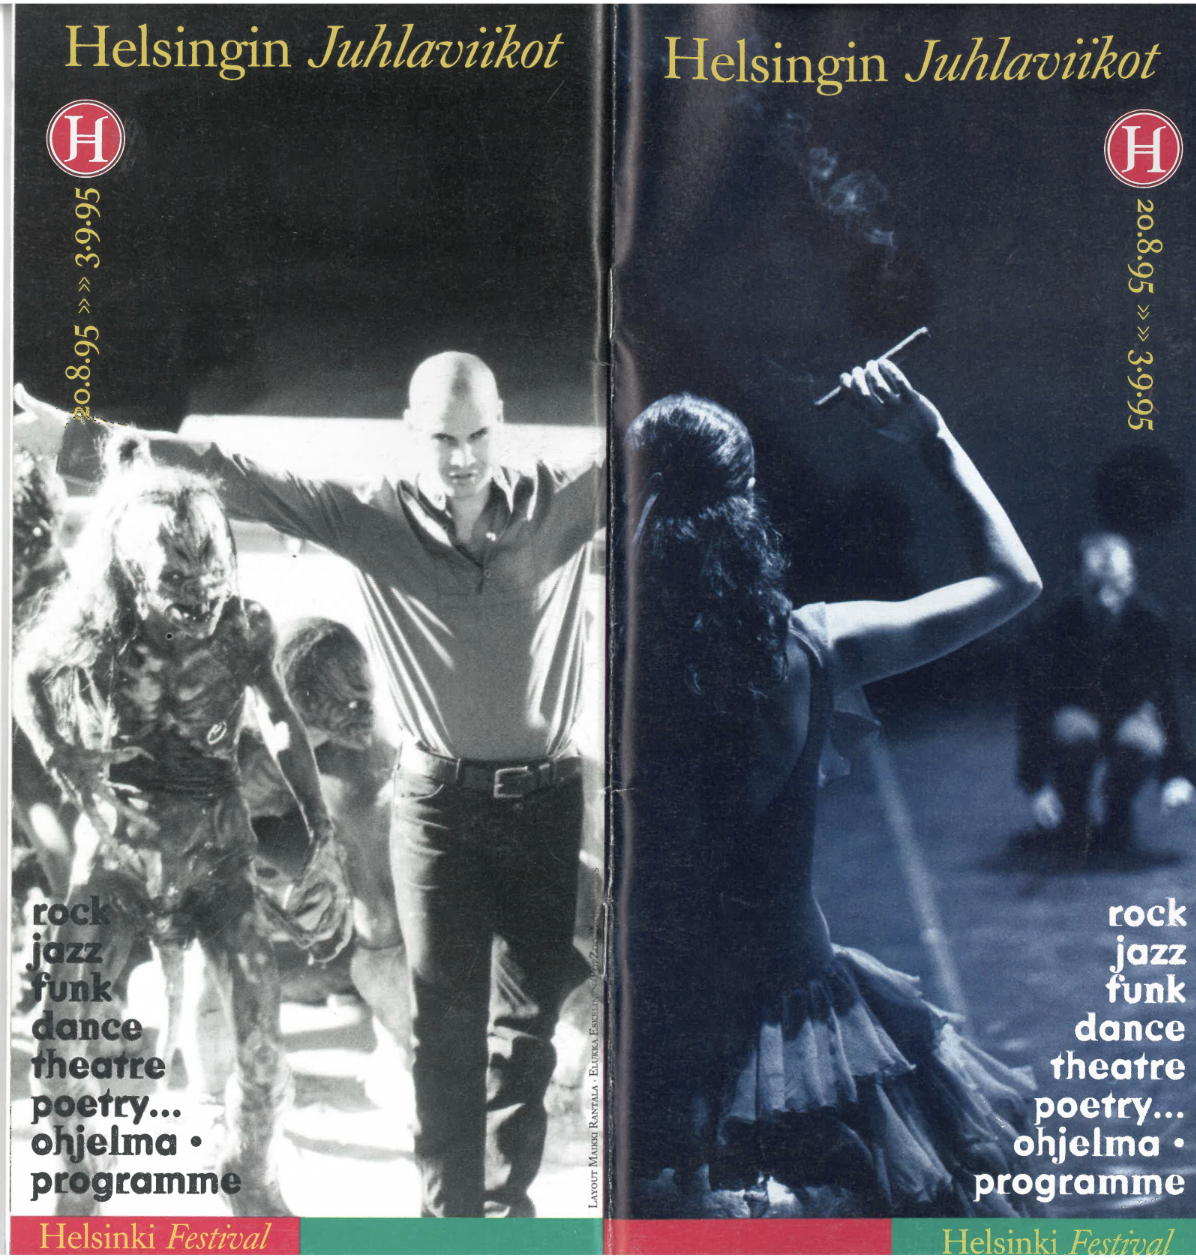 Helsingin Juhlaviikot
H
20.8.95 »» 3.9.95
rock
jazz
funk
dance
theatre
poetry...
ohjelma •
programme
Helsinki Festival
LAYOUT MAIKKI RANTALA · ELUKKA
Helsingin Juhlaviikot
H
20.8.95 »» 3.9.95
rock
jazz
funk
dance
theatre
poetry...
ohjelma •
programme
Helsinki Festival